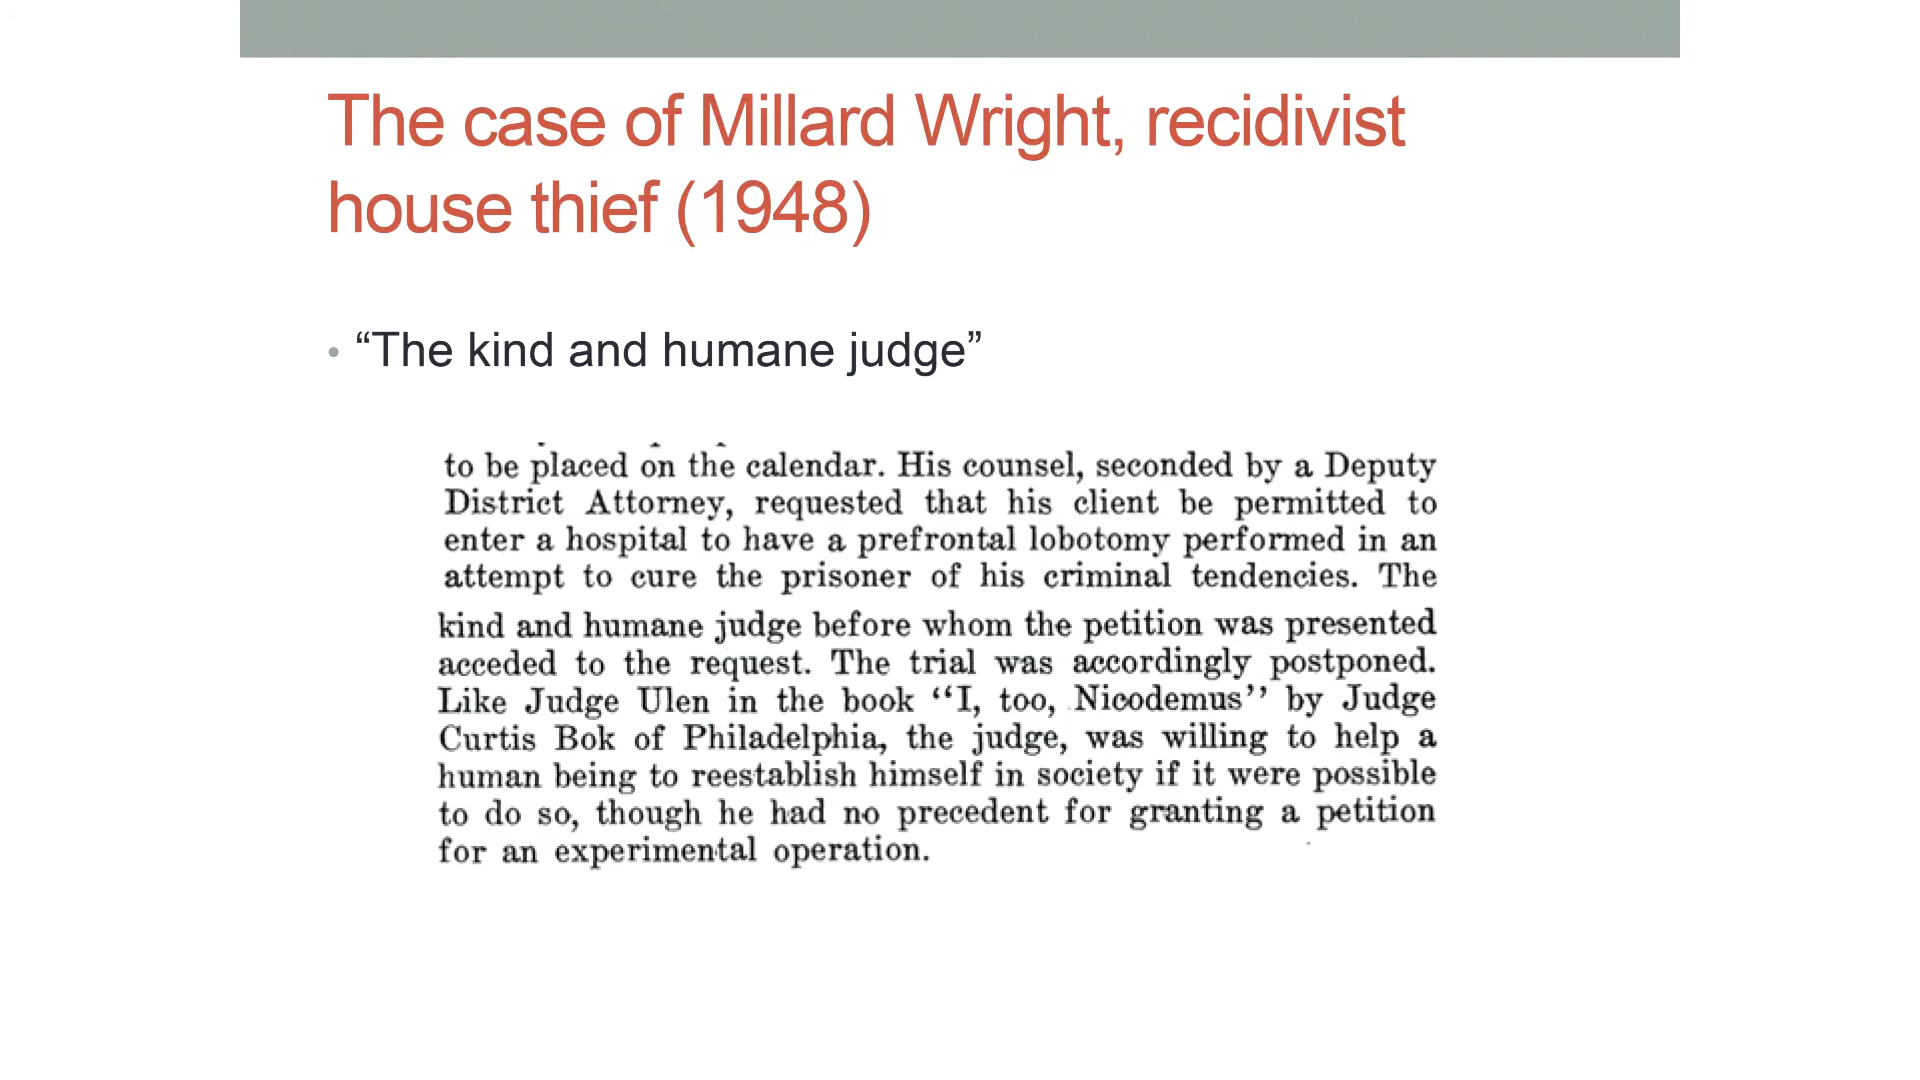 The case of Millard Wright, recidivist
house thief (1948)
• “The kind and humane judge”
to be placed on the calendar. His counsel, seconded by a Deputy
District Attorney, requested that his client be permitted to
enter a hospital to have a prefrontal lobotomy performed in an
attempt to cure the prisoner of his criminal tendencies. The
kind and humane judge before whom the petition was presented
acceded to the request. The trial was accordingly postponed.
Like Judge Ulen in the book “I, too, Nicodemus” by Judge
Curtis Bok of Philadelphia, the judge, was willing to help a
human being to reestablish himself in society if it were possible
to do so, though he had no precedent for granting a petition
for an experimental operation.